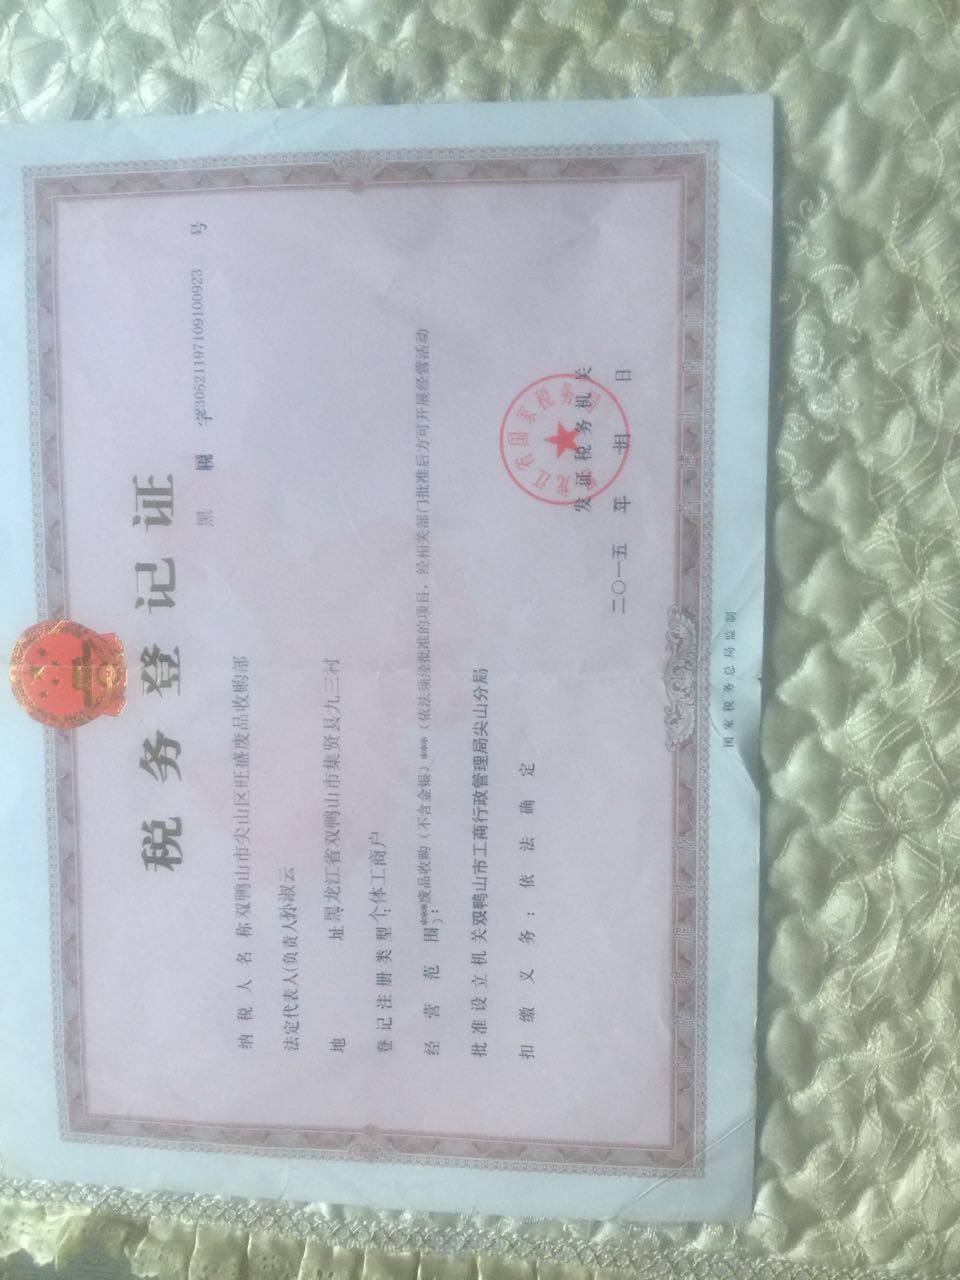 税务登记证
黑 税 字230521197109100923 号
纳税人名称双鸭山市尖山区旺盛废品收购部
法定代表人(负责人)孙淑云
地 址黑龙江省双鸭山市集贤县九三村
登记注册类型个体工商户
经营范围***废品收购(不含金银)***(依法须经批准的项目,经相关部门批准后方可开展经营活动);
批准设立机关双鸭山市工商行政管理局尖山分局
扣缴义务:依法确定
发证税务机关
二〇一五 年 月 日
国家税务总局监制